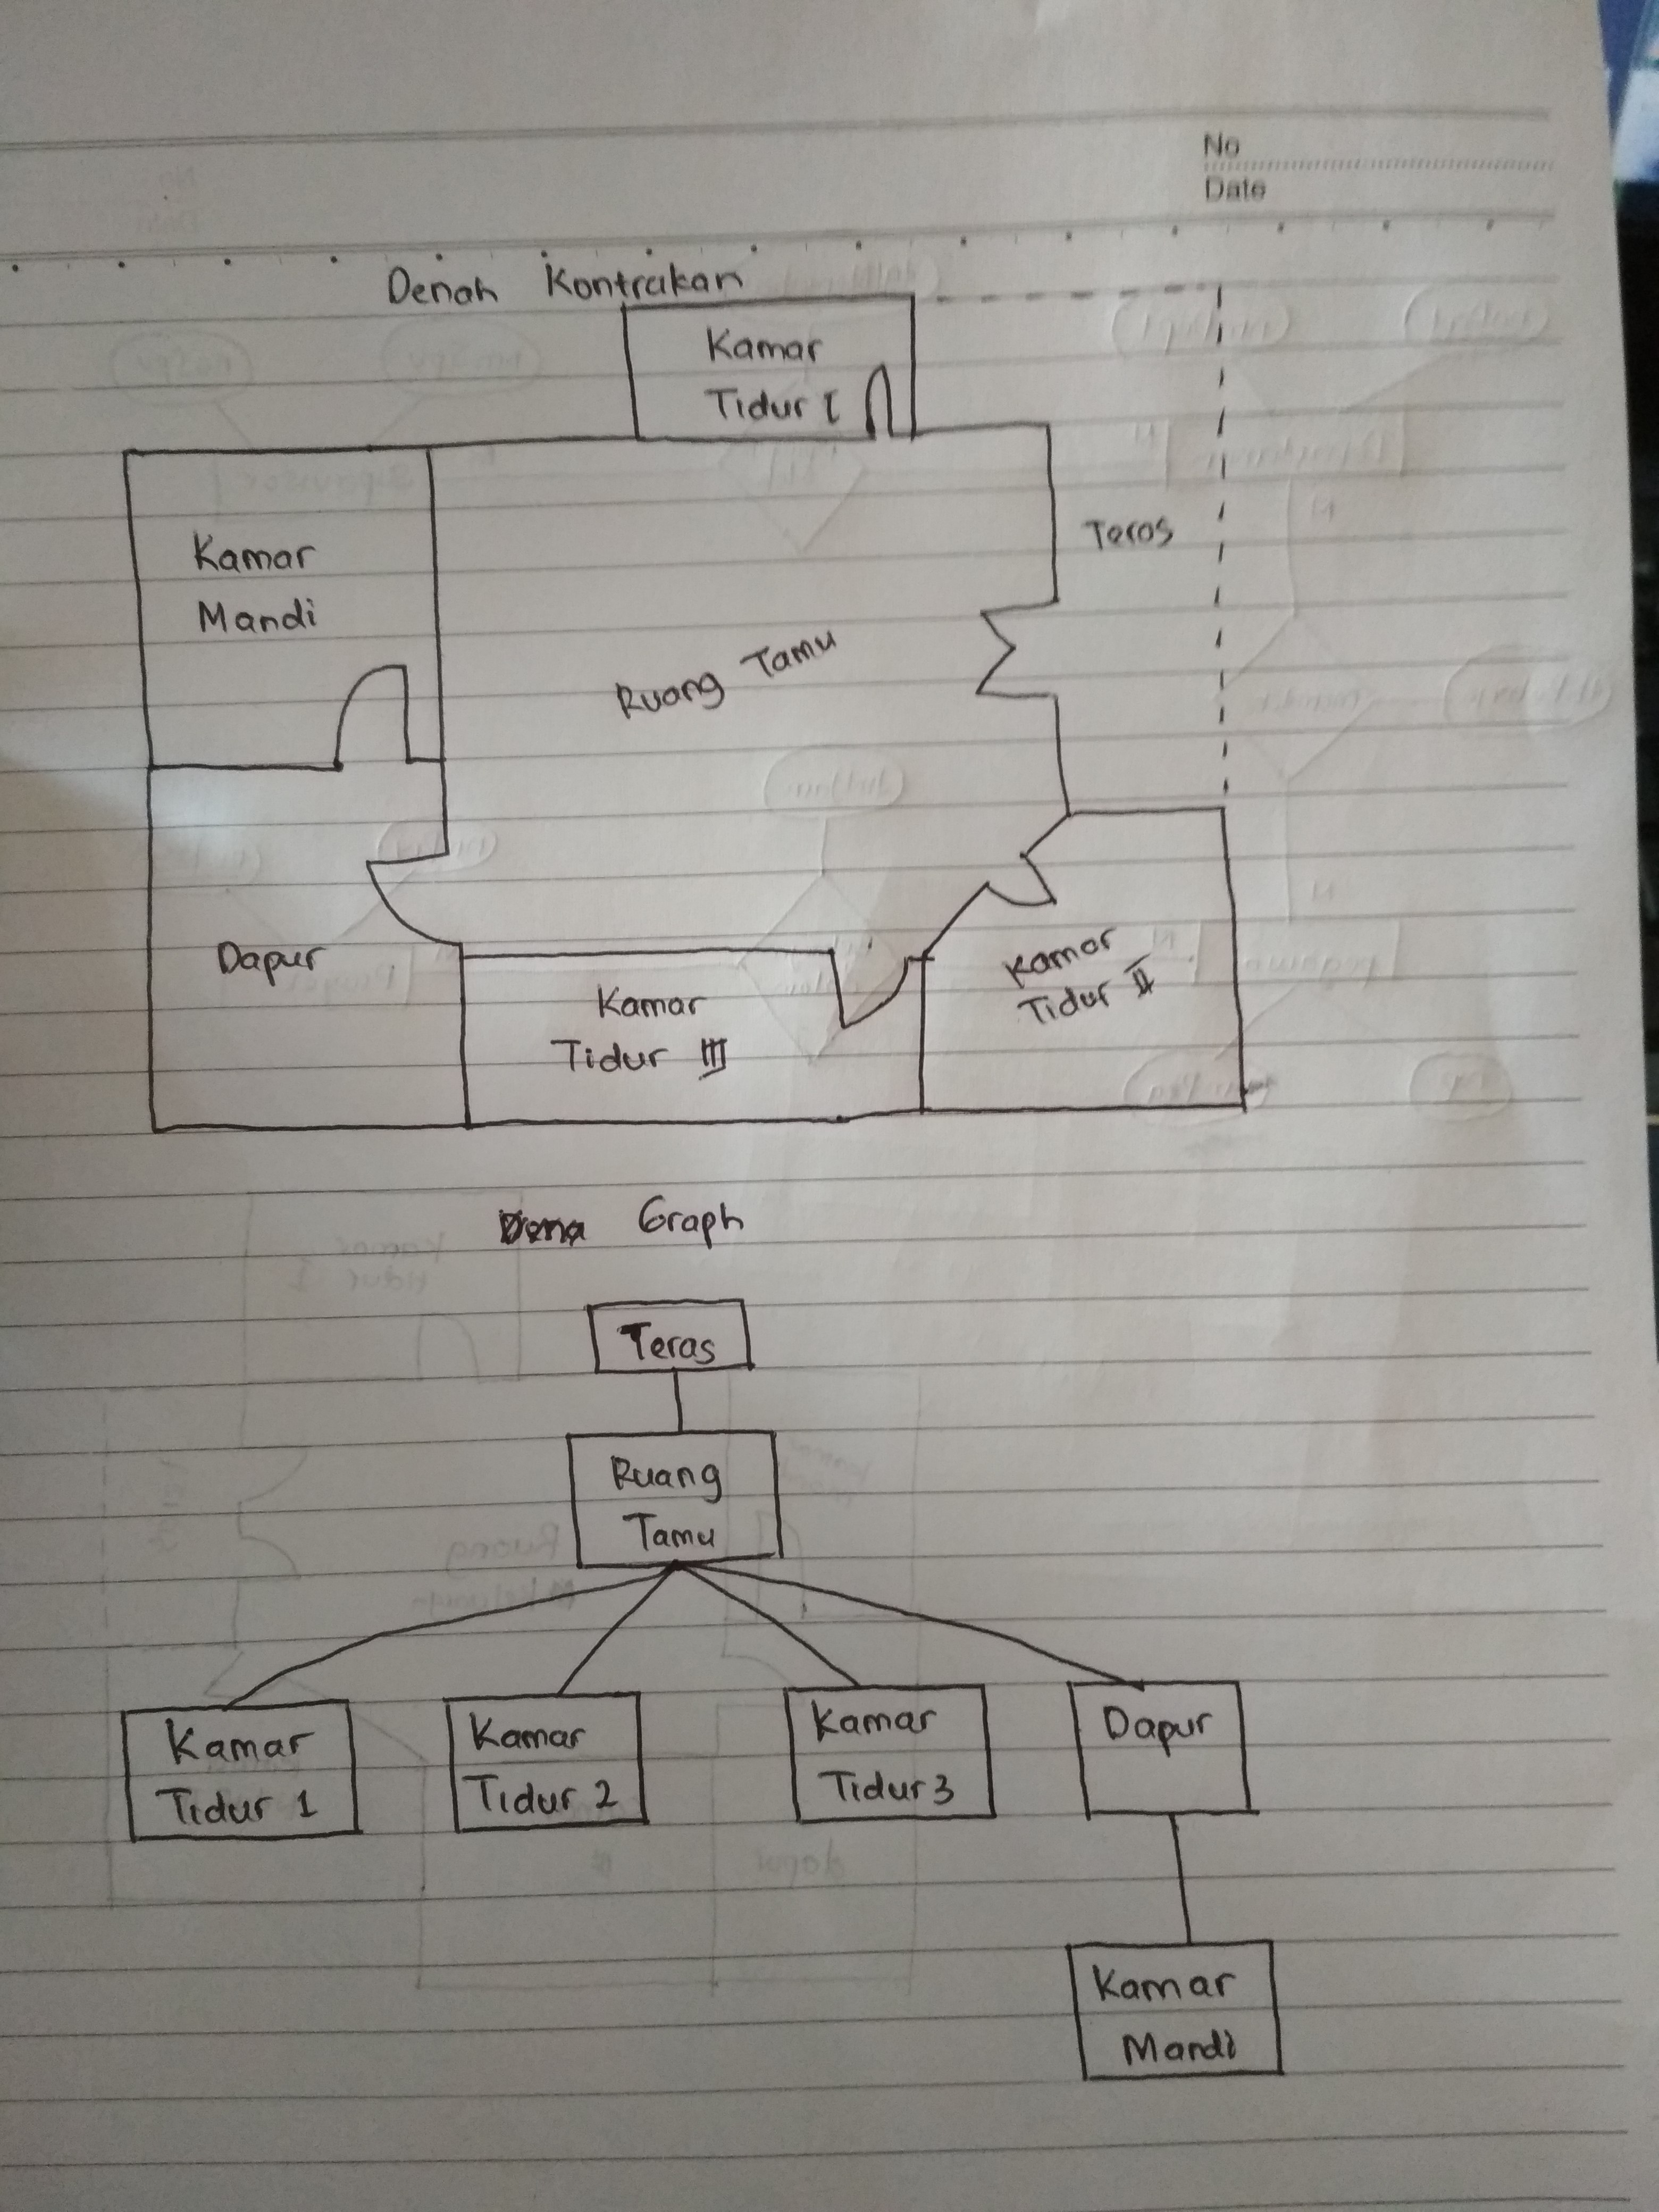 No
Date
Denah Kontrakan
Kamar
Tidur I
Teras
Kamar
Mandi
Ruang Tamu
Dapur
Kamar
Tidur III
Kamar
Tidur II
Graph
Teras
Ruang
Tamu
Kamar
Tidur 1
Kamar
Tidur 2
Kamar
Tidur 3
Dapur
Kamar
Mandi